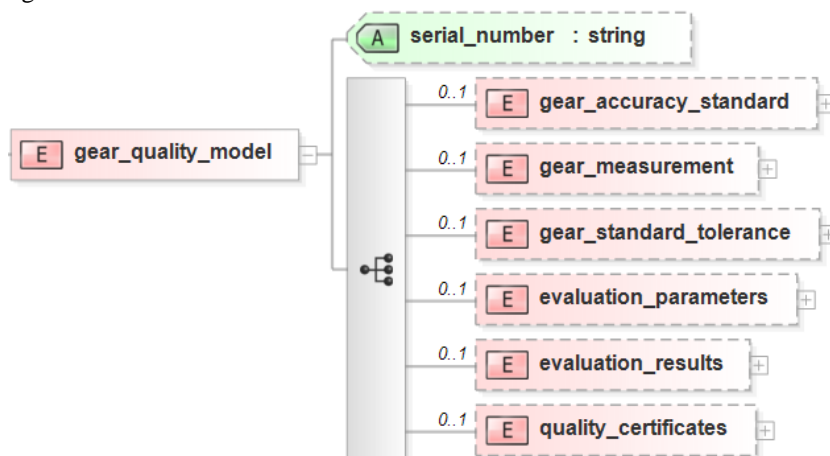 g
A serial_number : string
0..1
E gear_accuracy_standard
E gear_quality_model
0..1
E gear_measurement
0..1
E gear_standard_tolerance
0..1
E evaluation_parameters
0..1
E evaluation_results
0..1
E quality_certificates